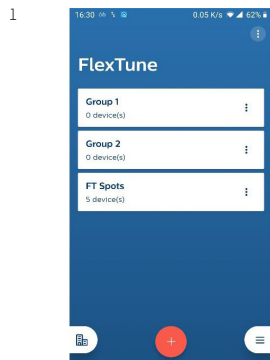 1
16:30
0.05 K/s 62%
FlexTune
Group 1
0 device(s)
Group 2
0 device(s)
FT Spots
5 device(s)